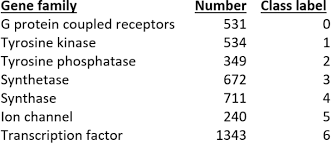 Gene family Number Class label
G protein coupled receptors 531 0
Tyrosine kinase 534 1
Tyrosine phosphatase 349 2
Synthetase 672 3
Synthase 711 4
Ion channel 240 5
Transcription factor 1343 6